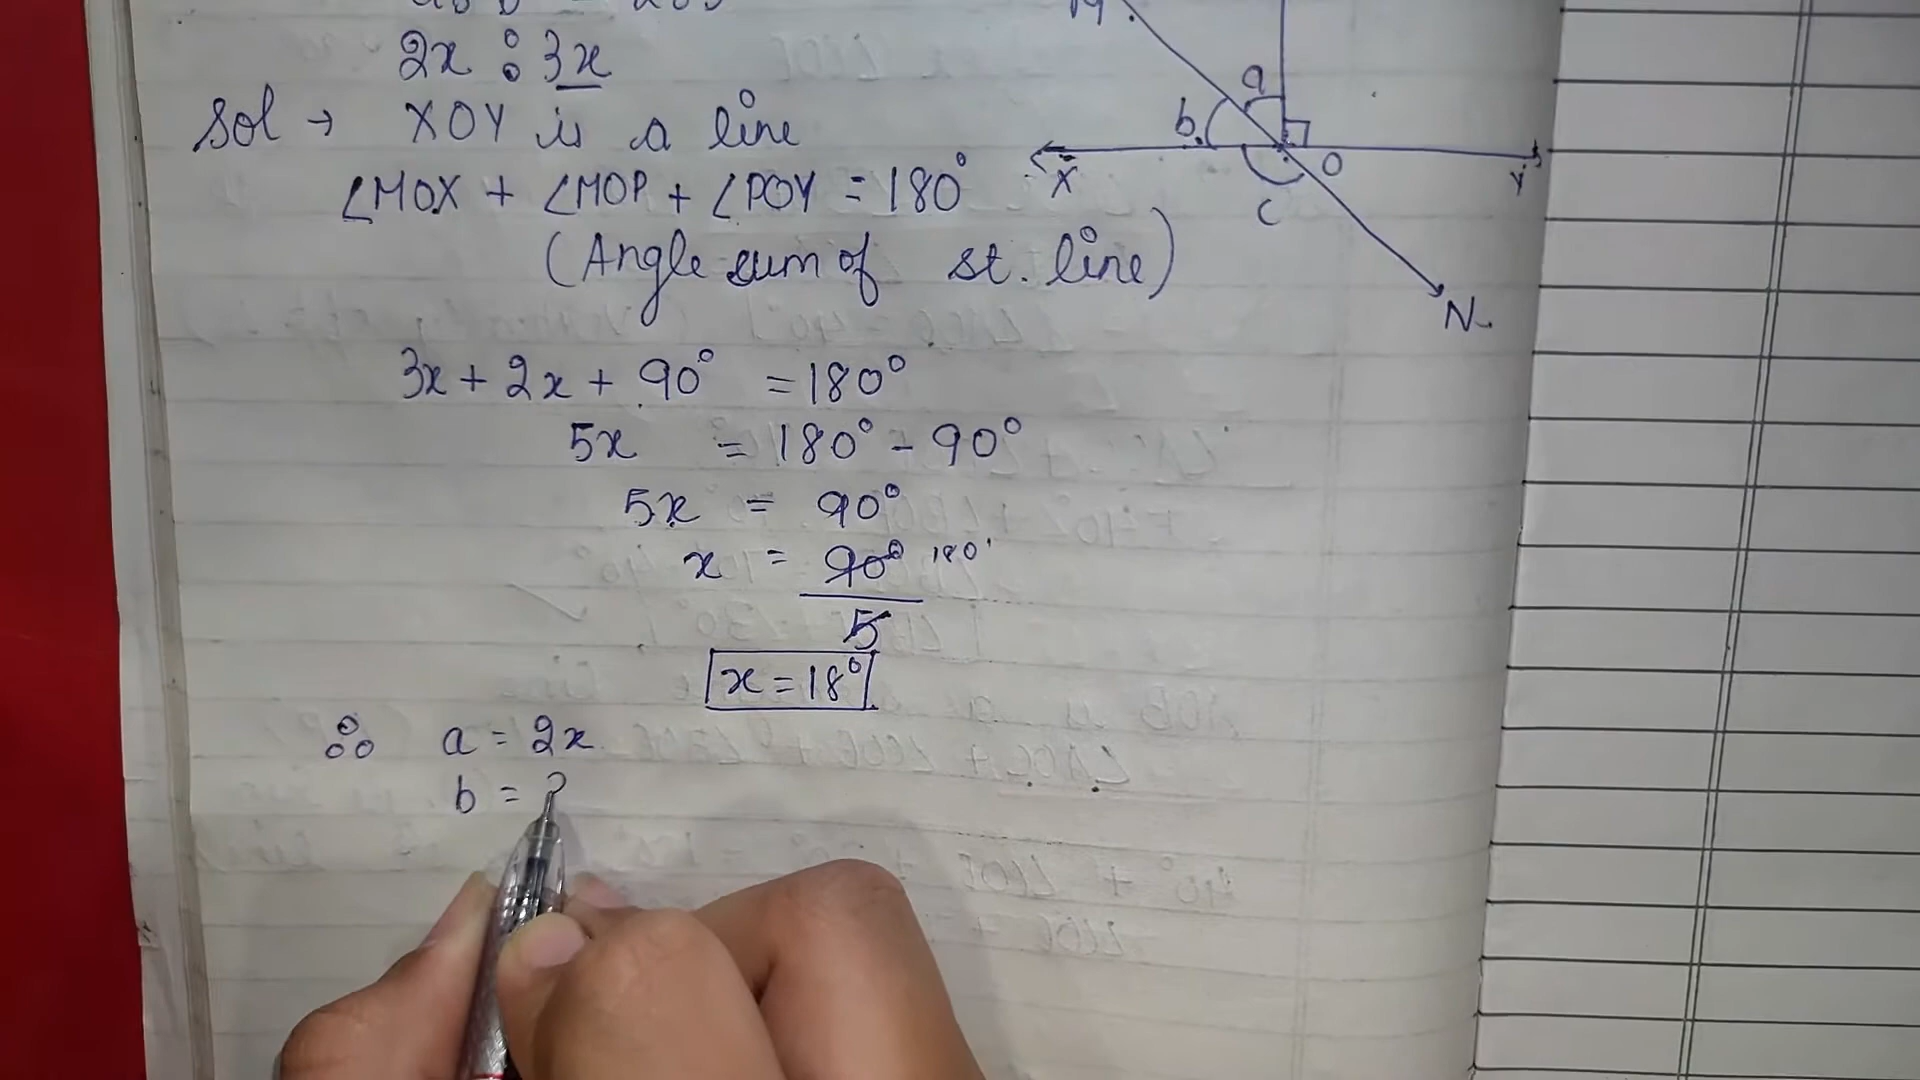 2x : 3x
Sol → XOY is a line
∠MOX + ∠MOP + ∠POY = 180°
(Angle sum of st. line)
3x + 2x + 90° = 180°
5x = 180° - 90°
5x = 90°
x = 90° 180'
5
x = 18°
∴ a = 2x
b =
M
a
b
X
O
Y
C
N